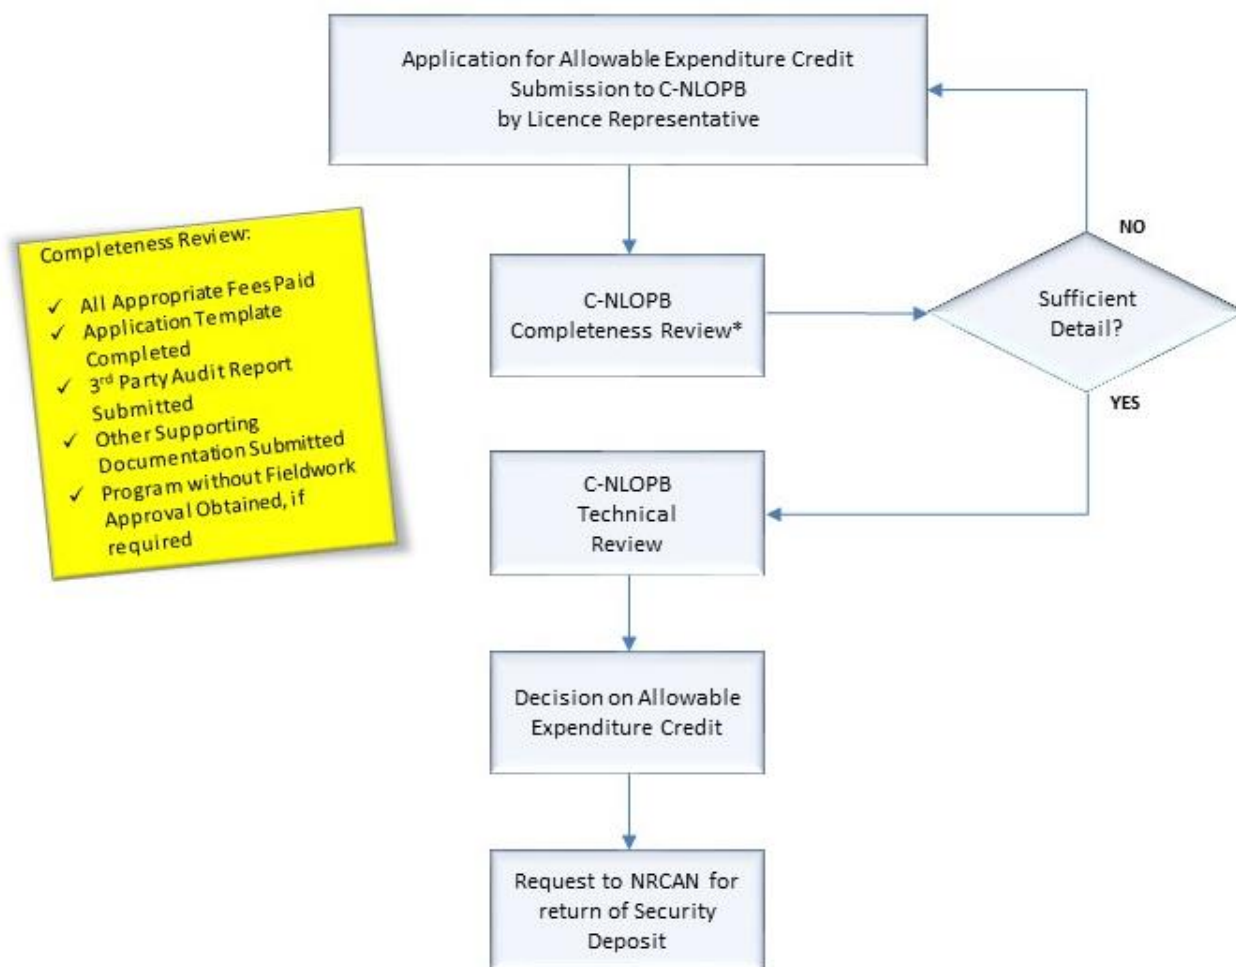 Application for Allowable Expenditure Credit
Submission to C-NLOPB
by Licence Representative
NO
Completeness Review:
✓ All Appropriate Fees Paid
✓ Application Template
Completed
✓ 3rd Party Audit Report
Submitted
✓ Other Supporting
Documentation Submitted
✓ Program without Fieldwork
Approval Obtained, if
required
C-NLOPB
Completeness Review*
Sufficient
Detail?
YES
C-NLOPB
Technical
Review
Decision on Allowable
Expenditure Credit
Request to NRCAN for
return of Security
Deposit